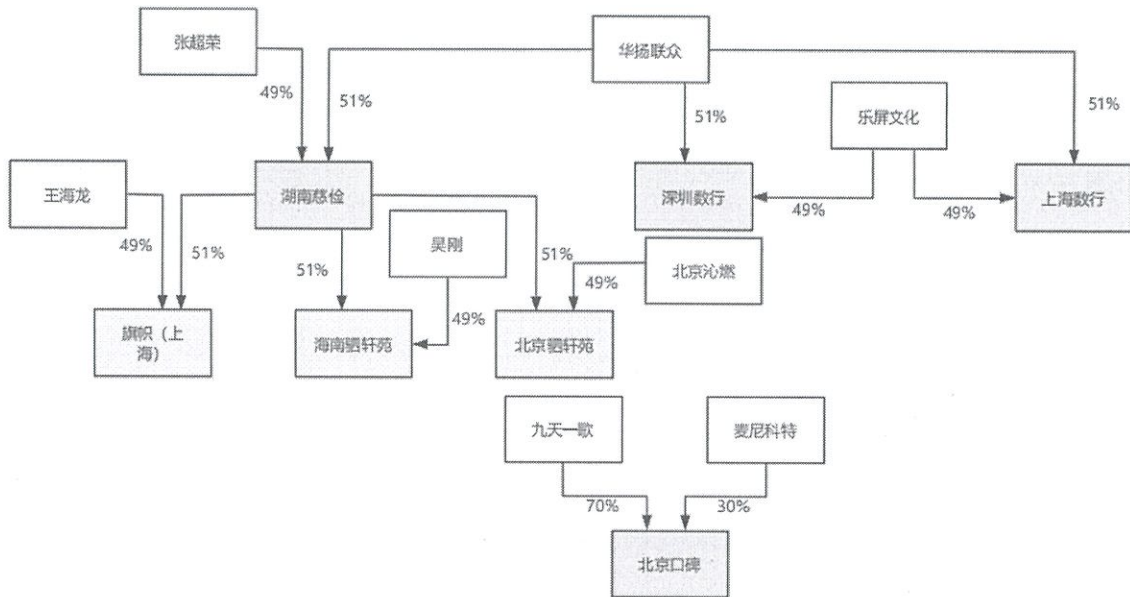 张超荣
华扬联众
49%
51%
51%
乐屏文化
51%
王海龙
湖南慈俭
深圳数行
49%
49%
上海数行
49%
51%
51%
吴刚
51%
49%
北京沁燃
旗帜（上
海）
海南驷轩苑
49%
北京驷轩苑
九天一歌
麦尼科特
70%
30%
北京口碑